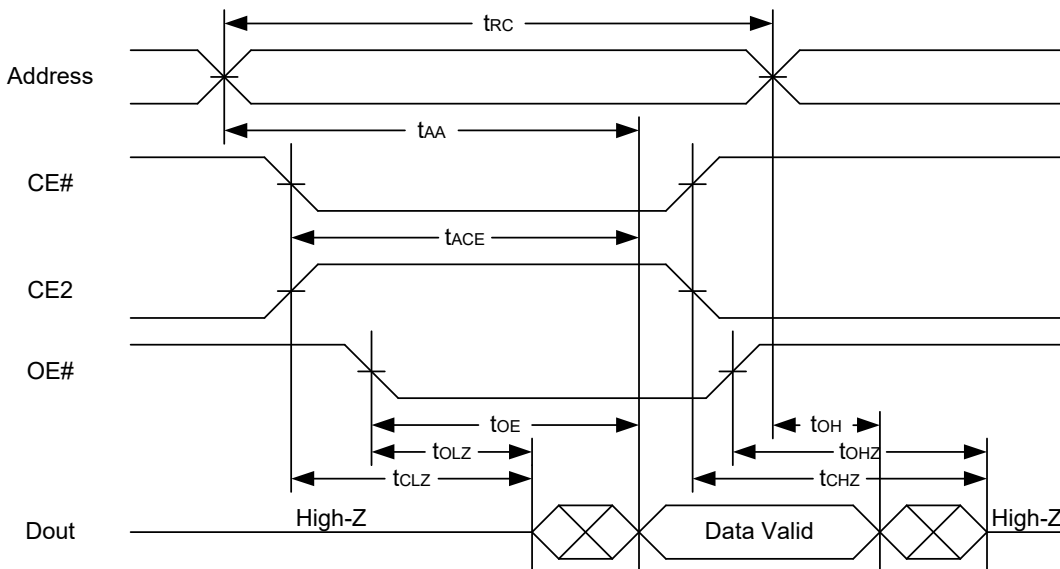 tRC
Address
tAA
CE#
tACE
CE2
OE#
tOE
tOH
tOLZ
tOHZ
tCLZ
tCHZ
High-Z
High-Z
Dout
Data Valid